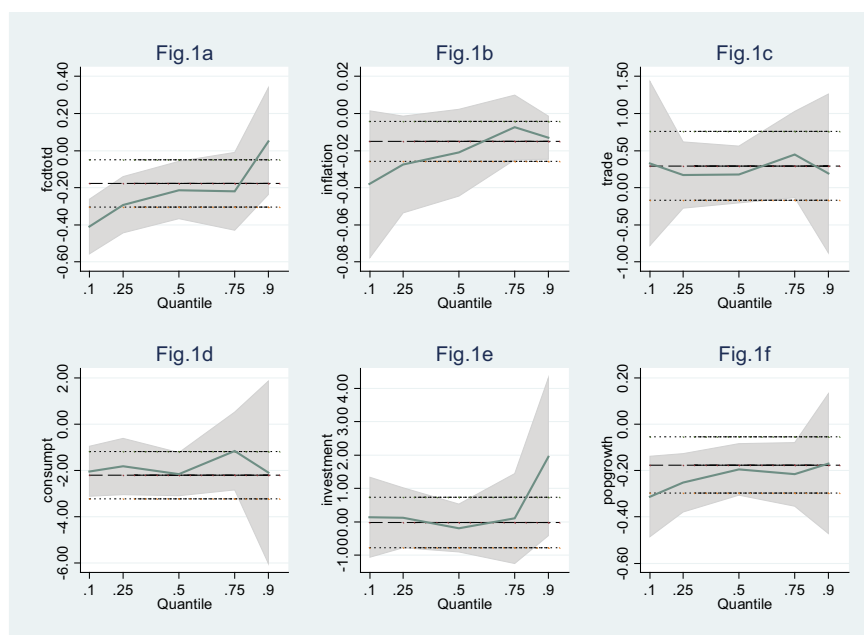 Fig.1a
fcdtotd
0.40
0.20
0.00
-0.20
-0.40
-0.60
.1 .25 .5 .75 .9
Quantile
Fig.1b
inflation
0.02
0.00
-0.02
-0.04
-0.06
-0.08
.1 .25 .5 .75 .9
Quantile
Fig.1c
trade
1.50
1.00
0.50
0.00
-0.50
-1.00
.1 .25 .5 .75 .9
Quantile
Fig.1d
consumpt
2.00
0.00
-2.00
-4.00
-6.00
.1 .25 .5 .75 .9
Quantile
Fig.1e
investment
4.00
3.00
2.00
1.00
0.00
-1.00
.1 .25 .5 .75 .9
Quantile
Fig.1f
popgrowth
0.20
0.00
-0.20
-0.40
-0.60
.1 .25 .5 .75 .9
Quantile